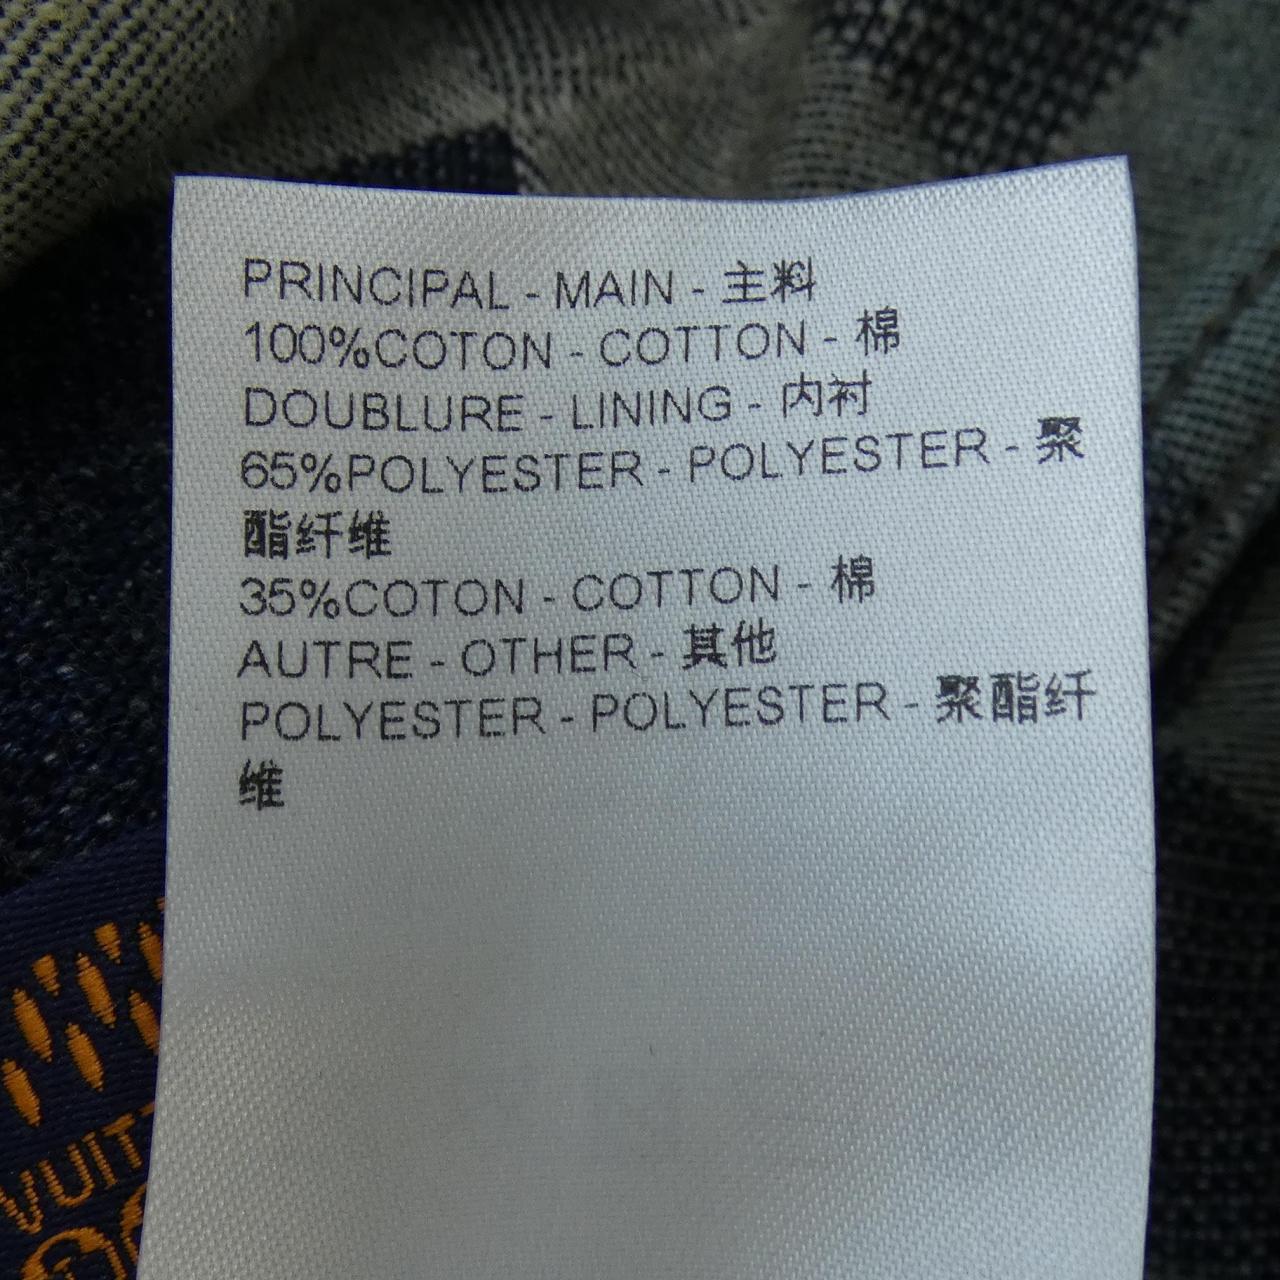 PRINCIPAL - MAIN - 主料
100%COTON - COTTON - 棉
DOUBLURE - LINING - 内衬
65%POLYESTER - POLYESTER - 聚
酯纤维
35%COTON - COTTON - 棉
AUTRE - OTHER - 其他
POLYESTER - POLYESTER - 聚酯纤
维
VUITT